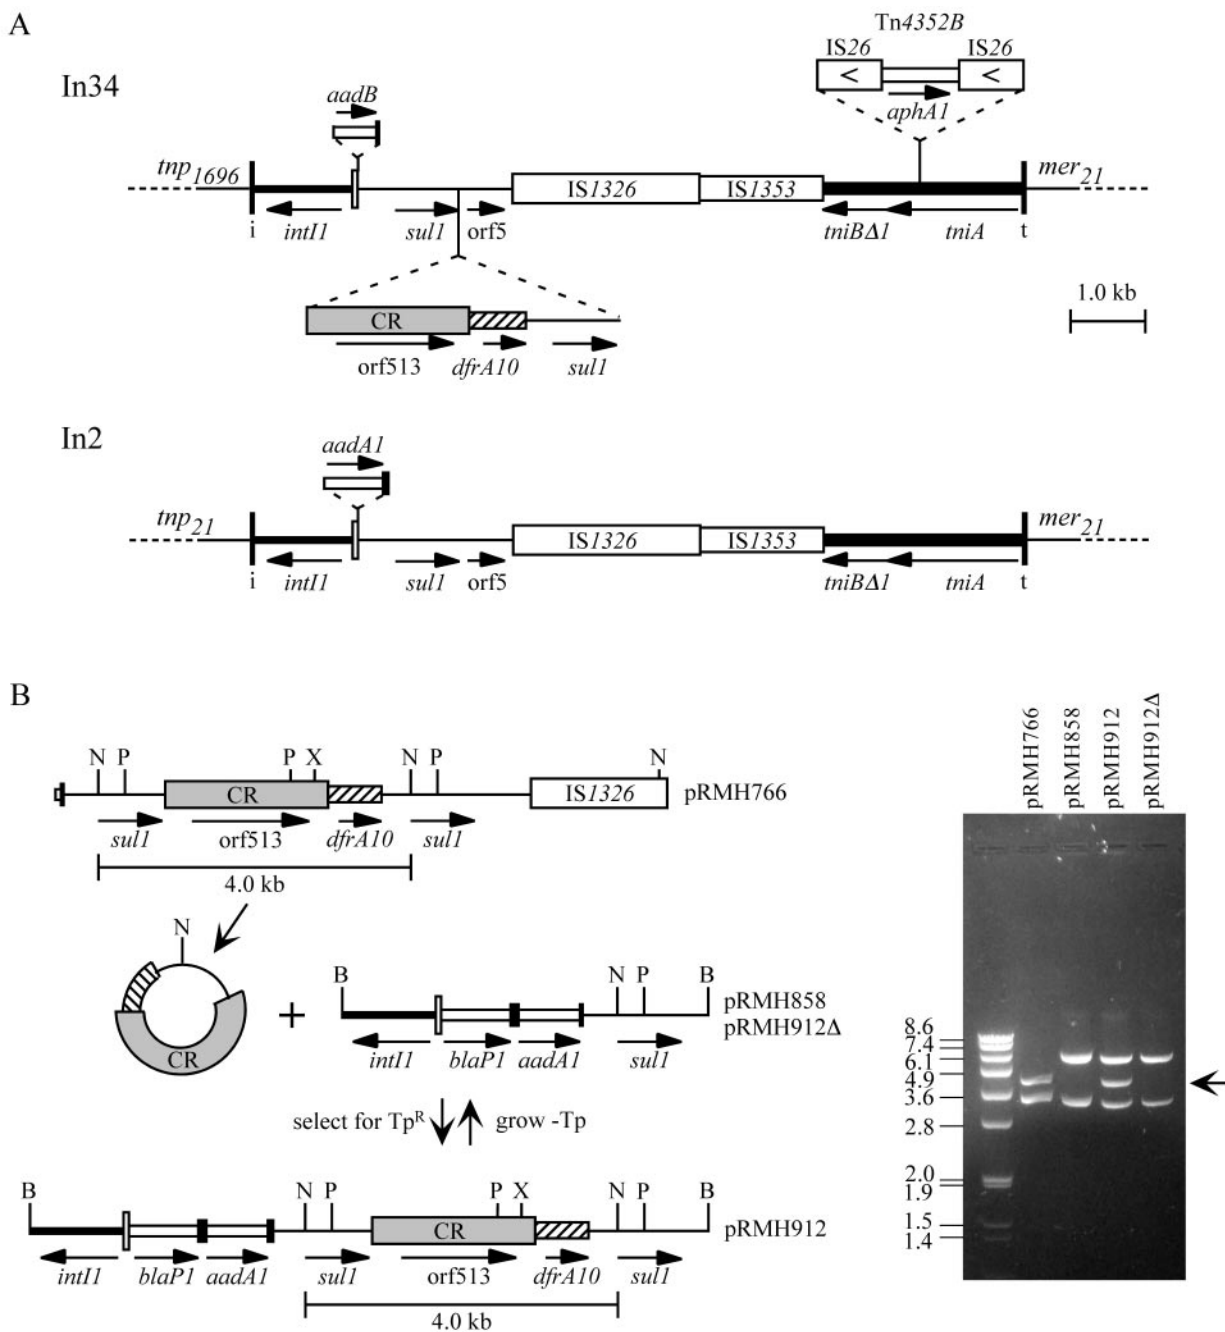 A
Tn4352B
IS26 IS26
< <
aphA1
In34
aadB
tnp1696
IS1326
IS1353
mer21
i
intI1
sul1
orf5
tniBΔ1
tniA
t
1.0 kb
CR
orf513
dfrA10
sul1
In2
aadA1
tnp21
IS1326
IS1353
mer21
i
intI1
sul1
orf5
tniBΔ1
tniA
t
B
N P P X N P N
CR
IS1326
pRMH766
sul1
orf513
dfrA10
sul1
4.0 kb
N
CR
+
B N P B
pRMH858
pRMH912Δ
intI1
blaP1
aadA1
sul1
select for TpR
grow -Tp
B N P P X N P B
CR
pRMH912
intI1
blaP1
aadA1
sul1
orf513
dfrA10
sul1
4.0 kb
pRMH766
pRMH858
pRMH912
pRMH912Δ
8.6
7.4
6.1
4.9
3.6
2.8
2.0
1.9
1.5
1.4